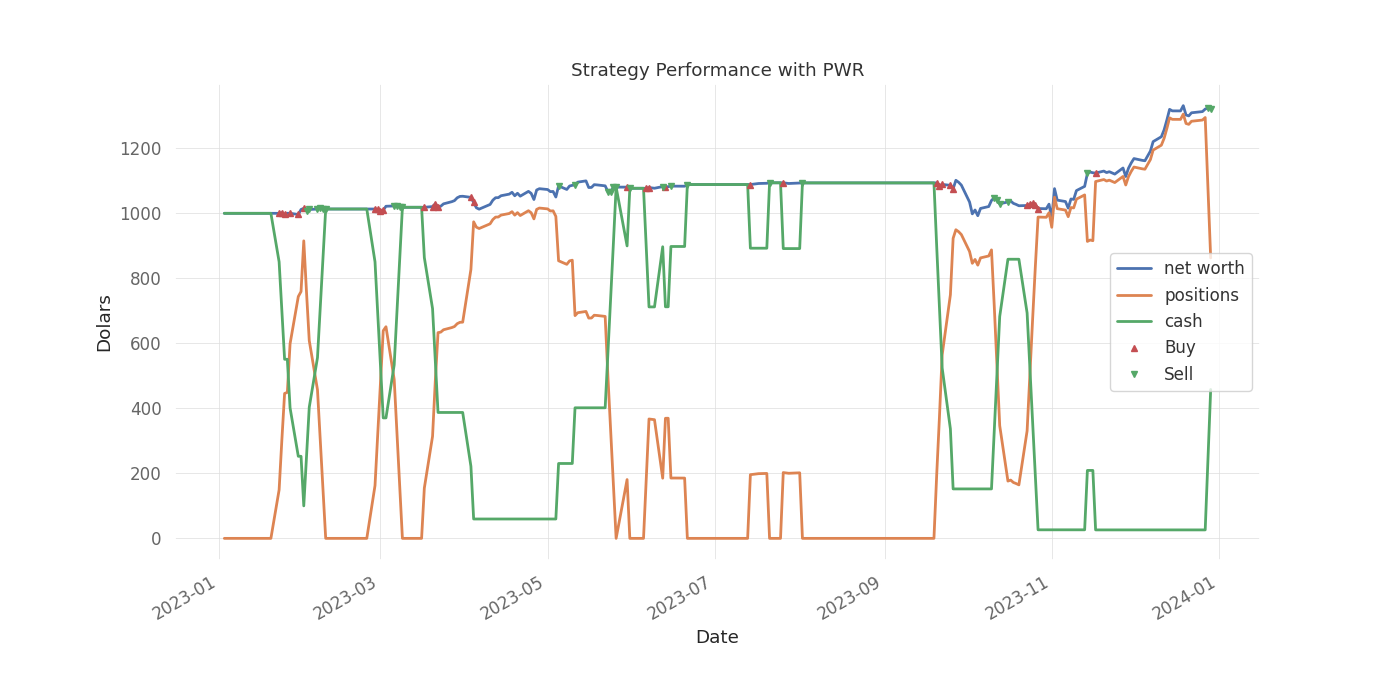 Strategy Performance with PWR
Dolars
1200
1000
800
600
400
200
0
net worth
positions
cash
Buy
Sell
2023-01
2023-03
2023-05
2023-07
2023-09
2023-11
2024-01
Date